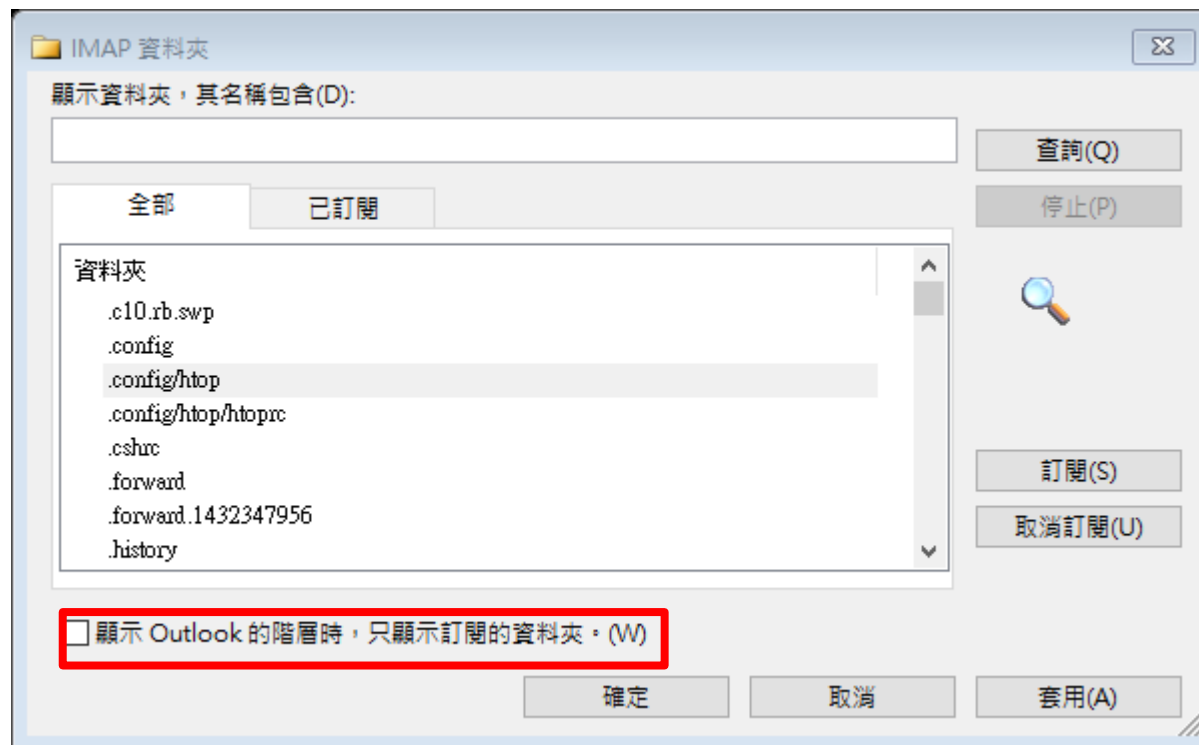 IMAP 資料夾
顯示資料夾，其名稱包含(D):
查詢(Q)
全部
已訂閱
停止(P)
資料夾
.c10.rb.swp
.config
.config/htop
.config/htop/htoprc
.cshrc
.forward
.forward.1432347956
.history
訂閱(S)
取消訂閱(U)
顯示 Outlook 的階層時，只顯示訂閱的資料夾。(W)
確定
取消
套用(A)